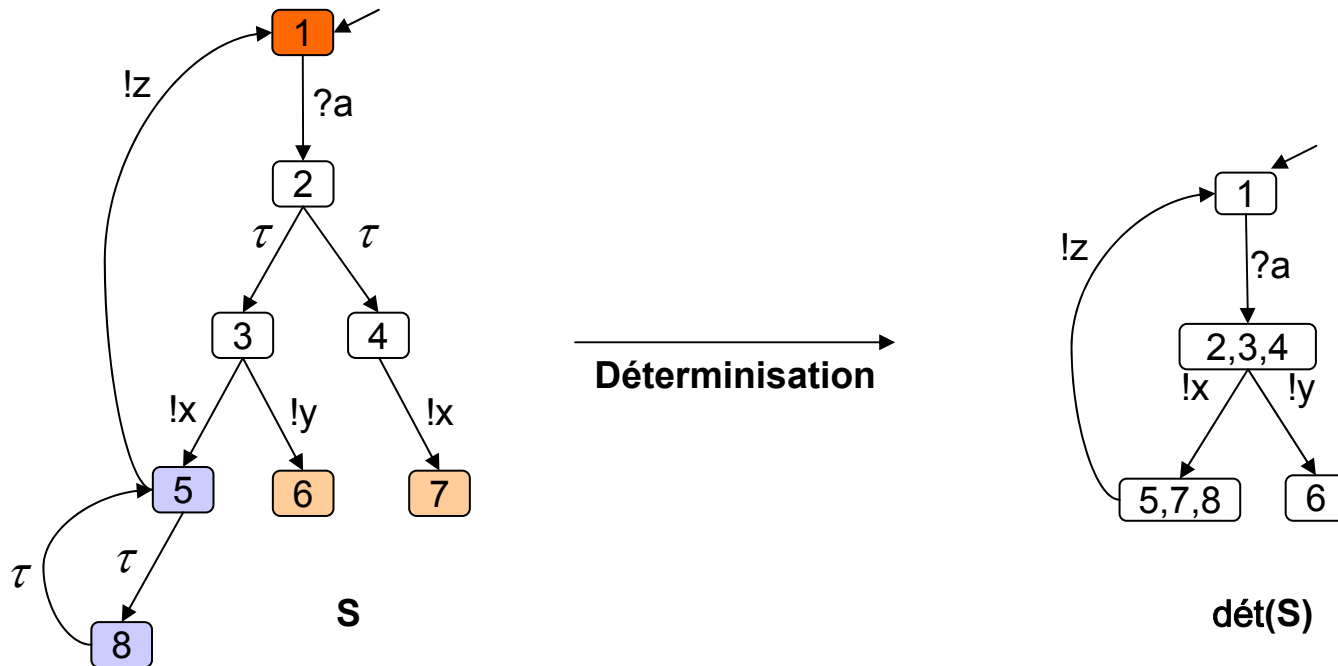 1
!z
?a
2
τ
τ
3
4
!x
!y
!x
5
6
7
τ
τ
8
S
Déterminisation
1
!z
?a
2,3,4
!x
!y
5,7,8
6
dét(S)